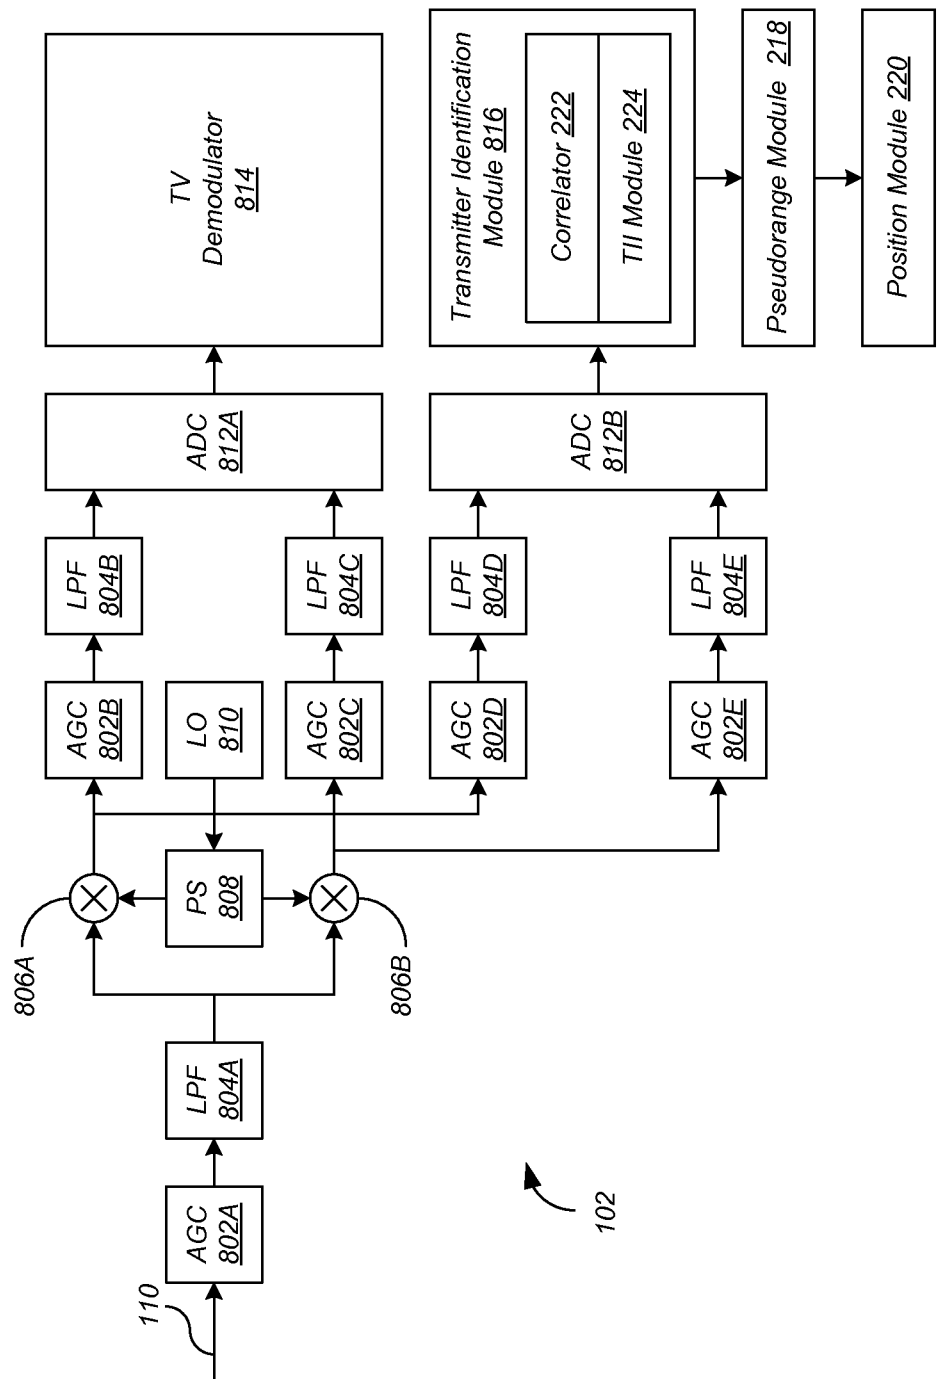 110
AGC
802A
LPF
804A
806A
PS
808
806B
LO
810
AGC
802B
LPF
804B
AGC
802C
LPF
804C
AGC
802D
LPF
804D
AGC
802E
LPF
804E
ADC
812A
ADC
812B
TV
Demodulator
814
Transmitter Identification
Module 816
Correlator 222
TII Module 224
Pseudorange Module 218
Position Module 220
102